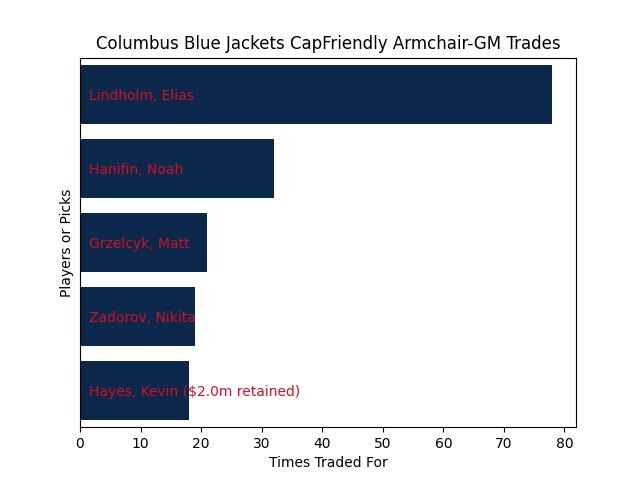 Columbus Blue Jackets CapFriendly Armchair-GM Trades
Players or Picks
Lindholm, Elias
Hanifin, Noah
Grzelcyk, Matt
Zadorov, Nikita
Hayes, Kevin ($2.0m retained)
0 10 20 30 40 50 60 70 80
Times Traded For